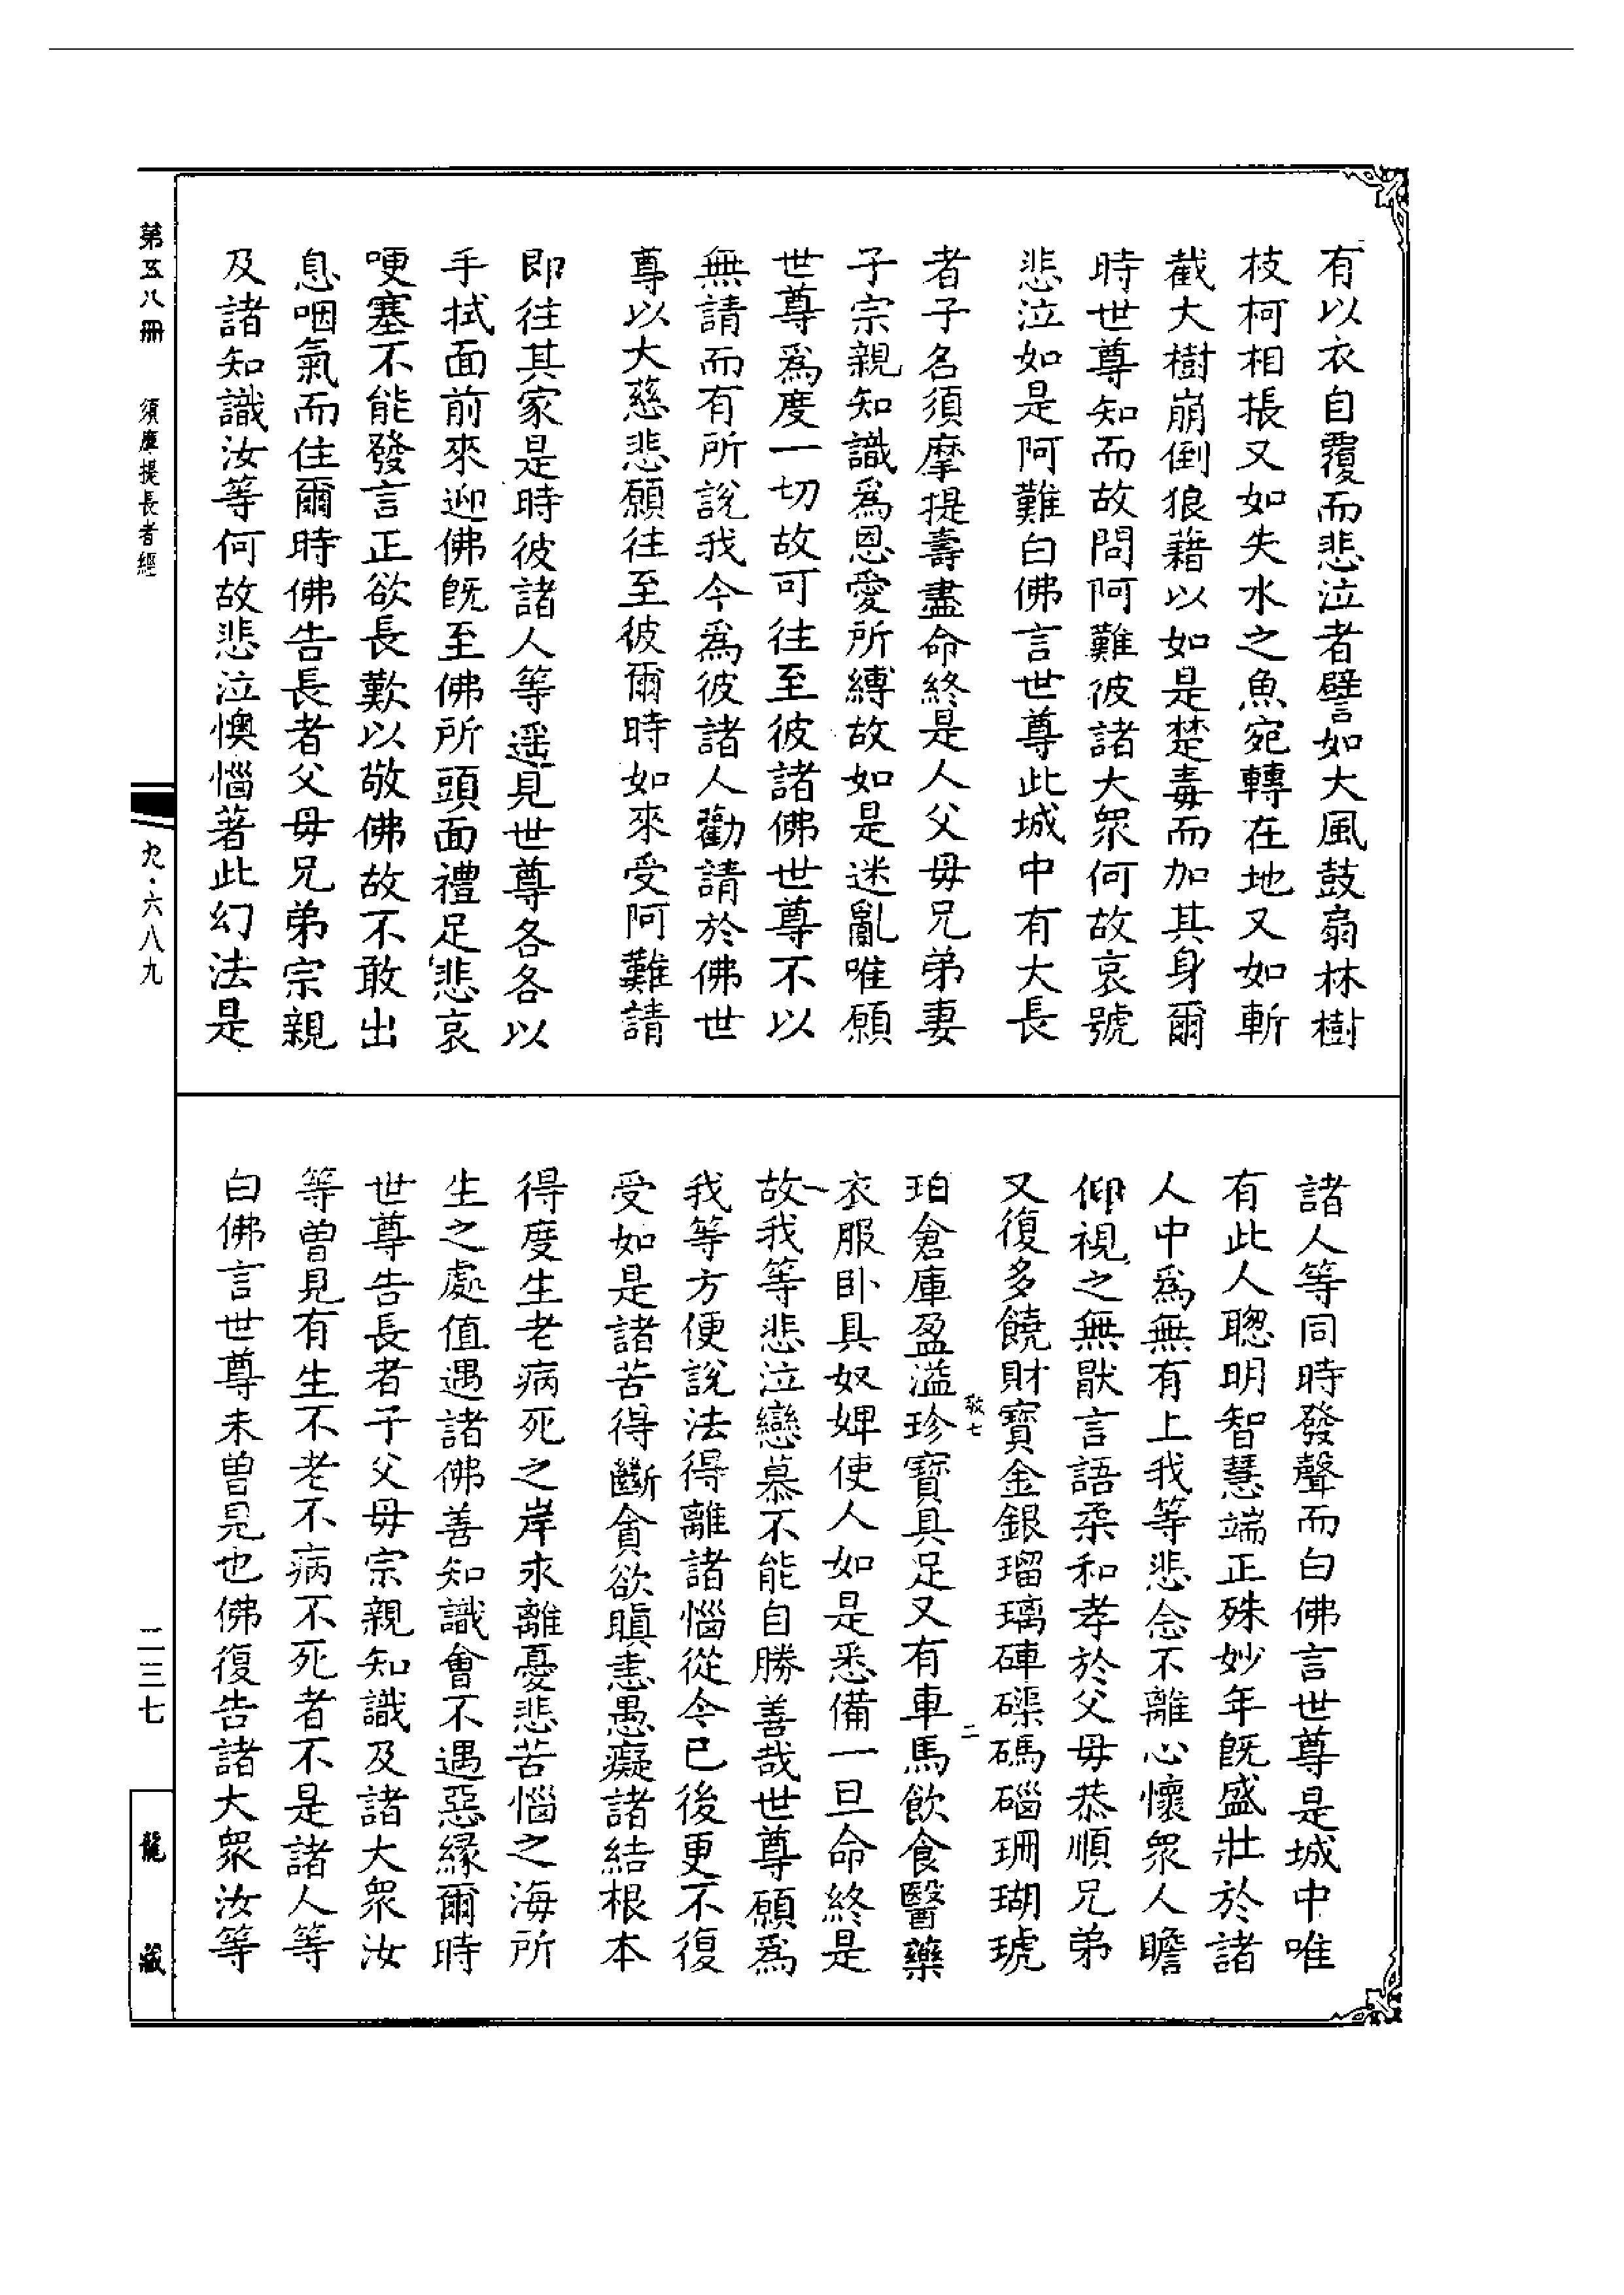 有以衣自覆而悲泣者譬如大風鼓扇林樹
枝柯相振又如失水之魚宛轉在地又如斬
截大樹崩倒狼藉以如是楚毒而加其身爾
時世尊知而故問阿難彼諸大衆何故哀號
悲泣如是阿難白佛言世尊此城中有大長
者子名須摩提壽盡命終是人父母兄弟妻
子宗親知識爲恩愛所縛故如是迷亂唯願
世尊爲度一切故可往至彼諸佛世尊不以
無請而有所說我今爲彼諸人勸請於佛世
尊以大慈悲願往至彼爾時如來受阿難請
即往其家是時彼諸人等遥見世尊各各以
手拭面前來迎佛旣至佛所頭面禮足悲哀
哽塞不能發言正欲長歎以敬佛故不敢出
息咽氣而住爾時佛告長者父母兄弟宗親
及諸知識汝等何故悲泣懊惱著此幻法是
諸人等同時發聲而白佛言世尊是城中唯
有此人聰明智慧端正殊妙年旣盛壯於諸
人中爲無有上我等悲念不離心懷衆人瞻
仰視之無猒言語柔和孝於父母恭順兄弟
又復多饒財寶金銀瑠璃硨磲碼碯珊瑚琥
珀倉庫盈溢珍寶具足又有車馬飲食醫藥
敬七
二
衣服卧具奴婢使人如是悉備一旦命終是
故我等悲泣戀慕不能自勝善哉世尊願爲
我等方便說法得離諸惱從今已後更不復
受如是諸苦得斷貪欲瞋恚愚癡諸結根本
得度生老病死之岸永離憂悲苦惱之海所
生之處值遇諸佛善知識會不遇惡緣爾時
世尊告長者子父母宗親知識及諸大衆汝
等曽見有生不老不病不死者不是諸人等
白佛言世尊未曽見也佛復告諸大衆汝等
第五八冊
須摩提長者經
九·六八九
二三七
龍藏